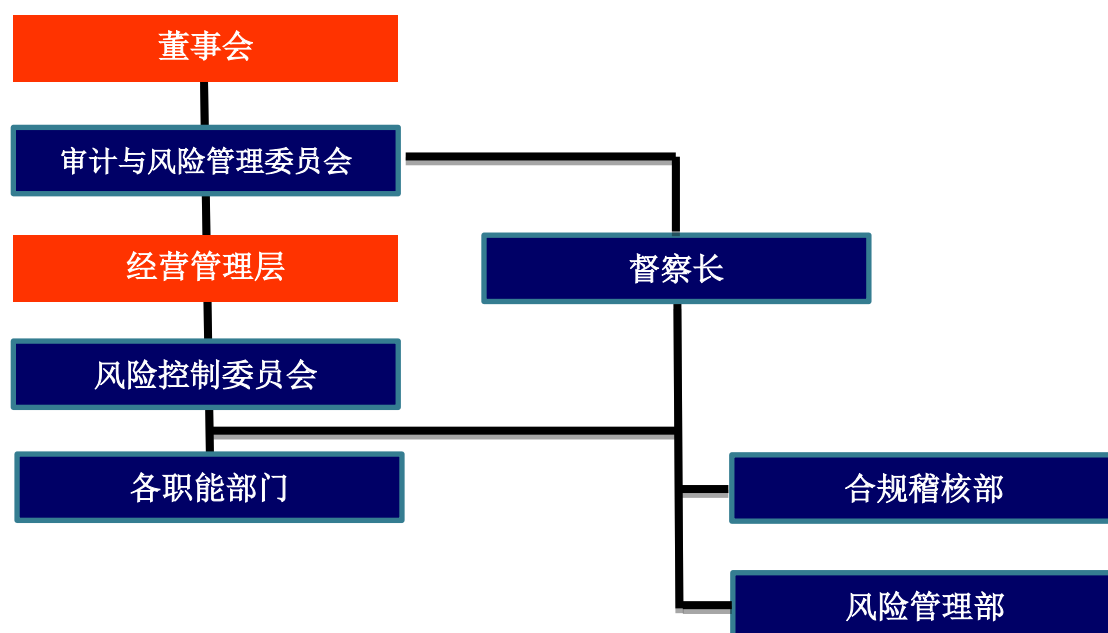 董事会
审计与风险管理委员会
经营管理层
督察长
风险控制委员会
各职能部门
合规稽核部
风险管理部